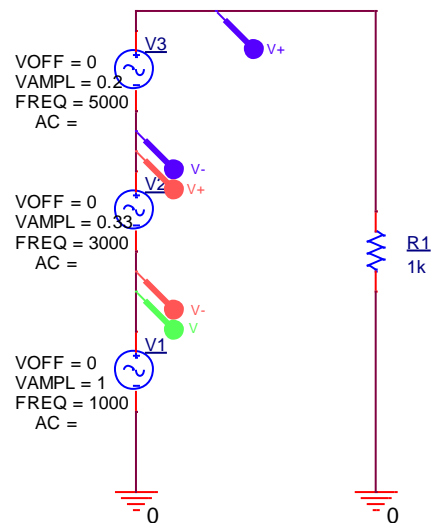 V3
V+
VOFF = 0
VAMPL = 0.2
FREQ = 5000
AC =
V-
V+
V2
VOFF = 0
VAMPL = 0.33
FREQ = 3000
AC =
R1
1k
V-
V
V1
VOFF = 0
VAMPL = 1
FREQ = 1000
AC =
0
0